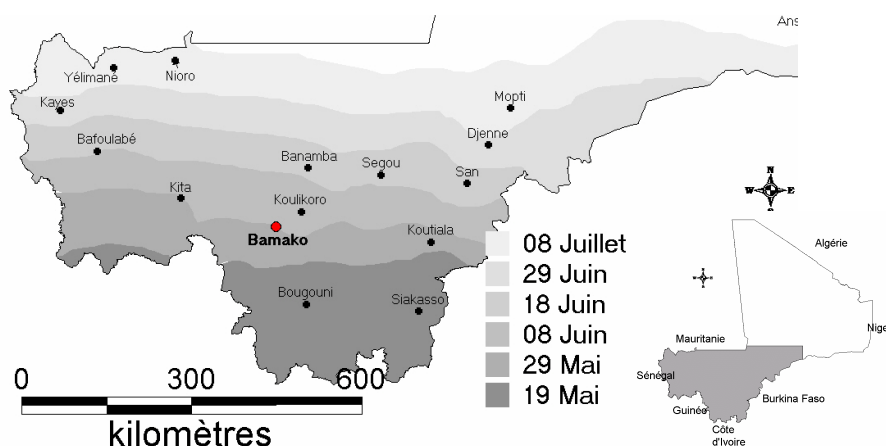 Ans
Yélimané
Nioro
Kayes
Mopti
Bafoulabé
Djenne
Banamba
Segou
San
Kita
Koulikoro
Bamako
Koutiala
Bougouni
Siakasso
08 Juillet
29 Juin
18 Juin
08 Juin
29 Mai
19 Mai
0 300 600
kilomètres
N
W E
S
Algérie
Nige
Mauritanie
Sénégal
Burkina Faso
Guinée
Côte
d'Ivoire